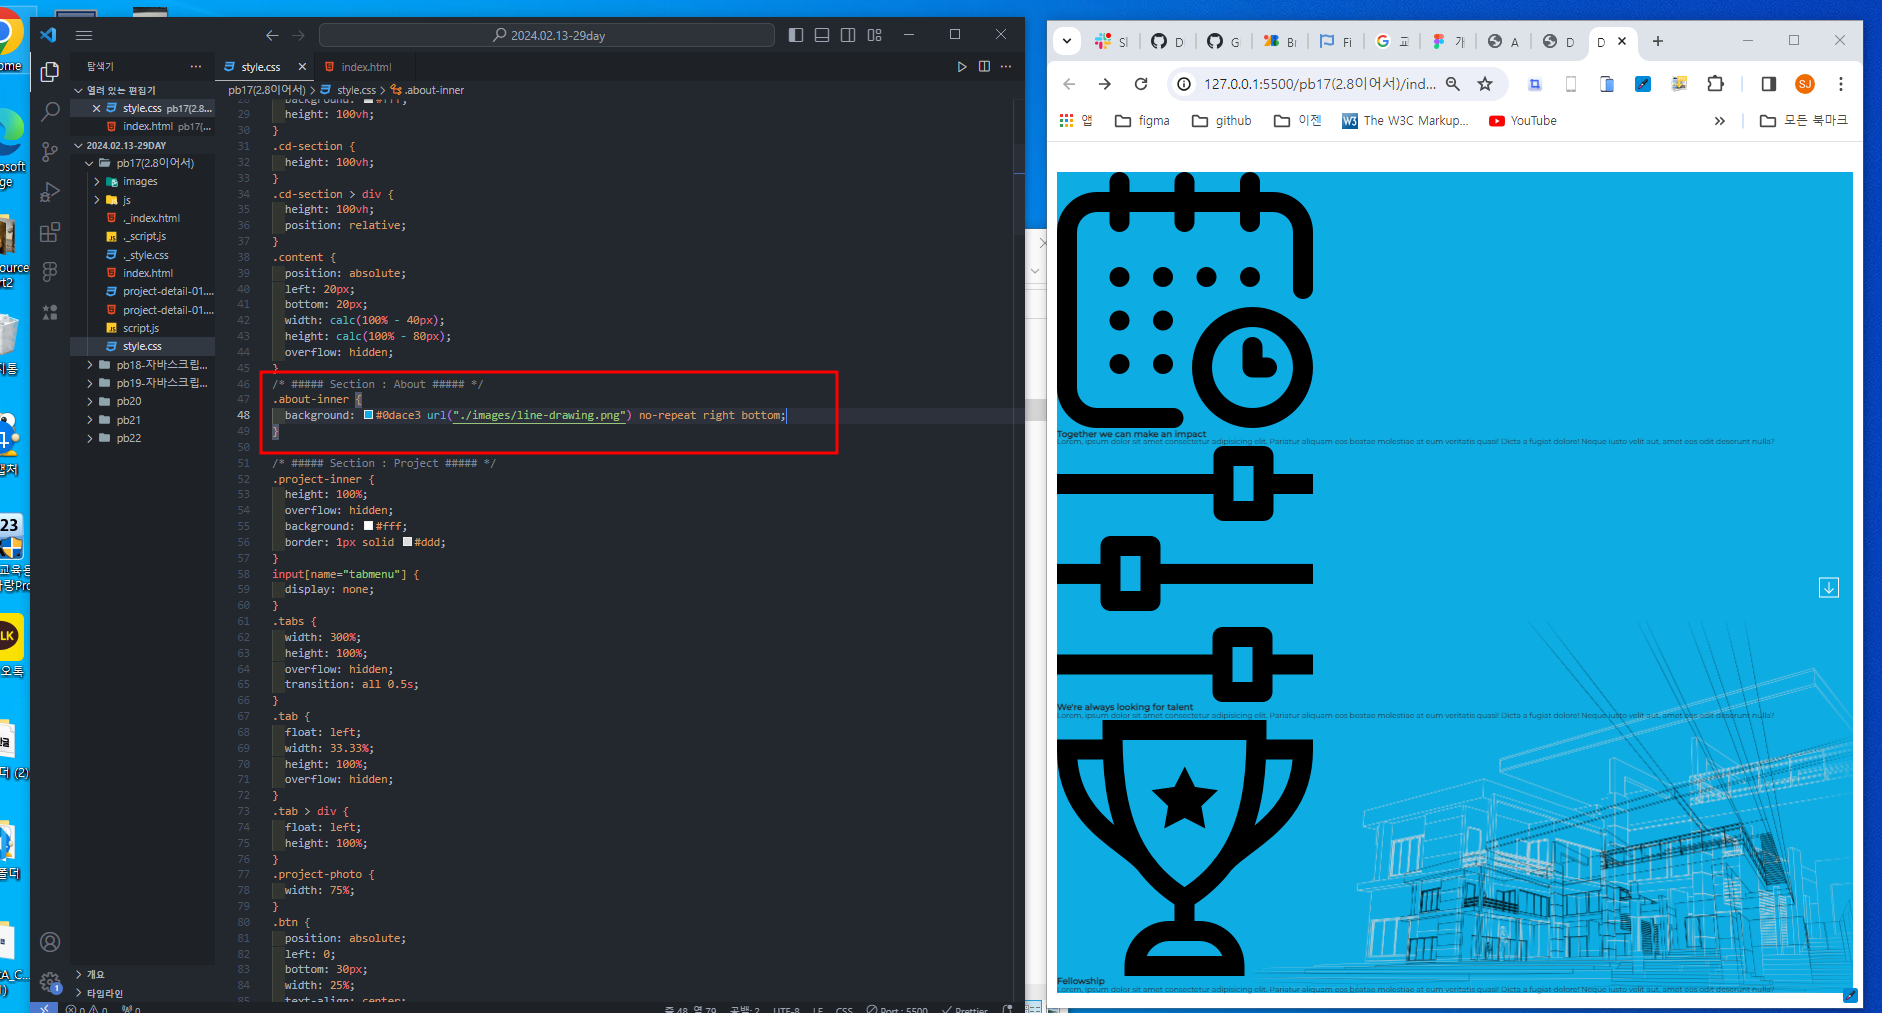 2024.02.13-29day
탐색기
style.css
index.html
pb17(2.8이어서) > style.css > .about-inner
열려 있는 편집기
style.css pb17(2.8...
index.html pb17(...
2024.02.13-29DAY
pb17(2.8이어서)
images
js
._index.html
._script.js
._style.css
index.html
project-detail-01....
project-detail-01....
script.js
style.css
pb18-자바스크립...
pb19-자바스크립...
pb20
pb21
pb22
개요
타임라인
28 background: #fff;
29 height: 100vh;
30 }
31 .cd-section {
32 height: 100vh;
33 }
34 .cd-section > div {
35 height: 100vh;
36 position: relative;
37 }
38 .content {
39 position: absolute;
40 left: 20px;
41 bottom: 20px;
42 width: calc(100% - 40px);
43 height: calc(100% - 80px);
44 overflow: hidden;
45 }
46 /* ##### Section : About ##### */
47 .about-inner {
48 background: #0dace3 url("./images/line-drawing.png") no-repeat right bottom;
49 }
50
51 /* ##### Section : Project ##### */
52 .project-inner {
53 height: 100%;
54 overflow: hidden;
55 background: #fff;
56 border: 1px solid #ddd;
57 }
58 input[name="tabmenu"] {
59 display: none;
60 }
61 .tabs {
62 width: 300%;
63 height: 100%;
64 overflow: hidden;
65 transition: all 0.5s;
66 }
67 .tab {
68 float: left;
69 width: 33.33%;
70 height: 100%;
71 overflow: hidden;
72 }
73 .tab > div {
74 float: left;
75 height: 100%;
76 }
77 .project-photo {
78 width: 75%;
79 }
80 .btn {
81 position: absolute;
82 left: 0;
83 bottom: 30px;
84 width: 25%;
85 text-align: center;
0 0 0
줄 48, 열 79 공백: 2 UTF-8 LF CSS Port : 5500 Prettier
Sl D G Bı Fi 교 가 A D D
127.0.0.1:5500/pb17(2.8이어서)/ind...
SJ
앱 figma github 이젠 The W3C Markup... YouTube » 모든 북마크
Together we can make an impact
Lorem, ipsum dolor sit amet consectetur adipisicing elit. Pariatur aliquam eos beatae molestiae at eum veritatis quasi! Dicta a fugiat dolore! Neque iusto velit aut, amet eos odit deserunt nulla?
We're always looking for talent
Lorem, ipsum dolor sit amet consectetur adipisicing elit. Pariatur aliquam eos beatae molestiae at eum veritatis quasi! Dicta a fugiat dolore! Neque iusto velit aut, amet eos odit deserunt nulla?
Fellowship
Lorem, ipsum dolor sit amet consectetur adipisicing elit. Pariatur aliquam eos beatae molestiae at eum veritatis quasi! Dicta a fugiat dolore! Neque iusto velit aut, amet eos odit deserunt nulla?